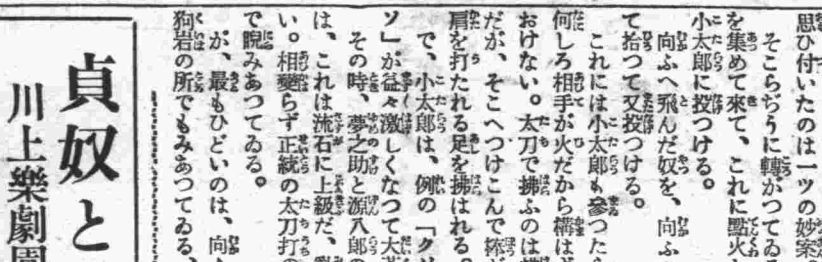 思ひ付いたのは一ツの妙案
そこらぢうに轉がつてゐ
を集めて來て、これに點火
小太郎に投つける。
向ふへ飛んだ奴を、向ふ
て拾つて又投つける。
これには小太郎も參つた
何しろ相手が火だから構は
おけない。太刀で拂ふのは
だが、そこへつけこんで棒
肩を打たれる足を拂はれる。
で、小太郎は、例の「ク
ソ」が益々激しくなつて大
その時、夢之助と源八郎の
は、これは流石に上級だ、
い。相變らず正統の太刀打の
で睨みあつてゐる。
が、最もひどいのは、向
狗岩の所でもみあつてゐる、
貞奴と
川上樂劇園